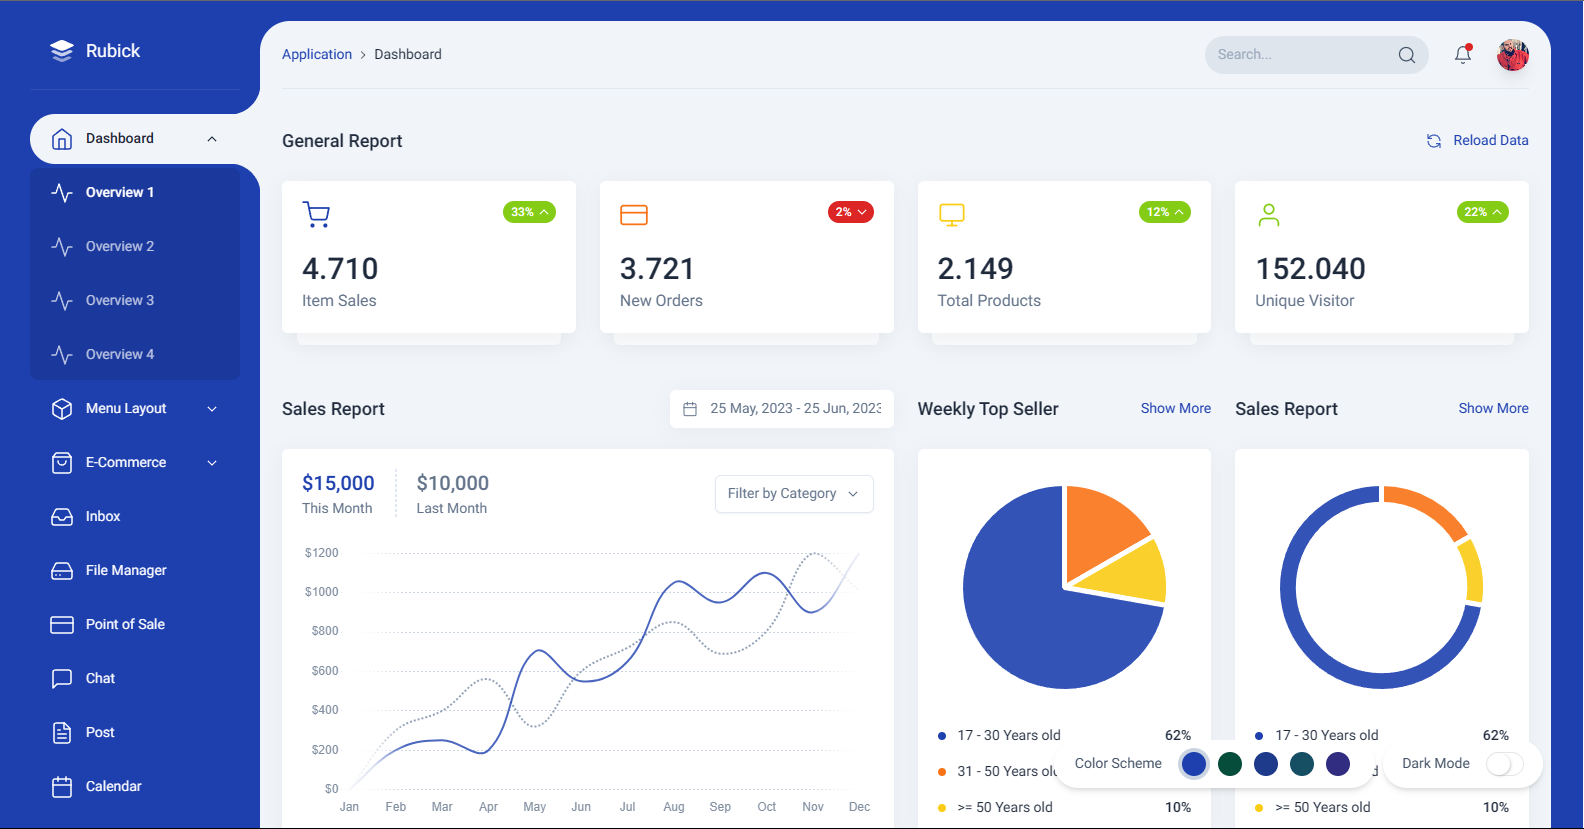 Rubick
Application > Dashboard
Search...
Dashboard
Overview 1
Overview 2
Overview 3
Overview 4
Menu Layout
E-Commerce
Inbox
File Manager
Point of Sale
Chat
Post
Calendar
General Report
Reload Data
33%
4.710
Item Sales
2%
3.721
New Orders
12%
2.149
Total Products
22%
152.040
Unique Visitor
Sales Report
25 May, 2023 - 25 Jun, 2023
$15,000
This Month
$10,000
Last Month
Filter by Category
$1200
$1000
$800
$600
$400
$200
$0
Jan Feb Mar Apr May Jun Jul Aug Sep Oct Nov Dec
Weekly Top Seller
Show More
17 - 30 Years old 62%
31 - 50 Years old
>= 50 Years old 10%
Sales Report
Show More
17 - 30 Years old 62%
>= 50 Years old 10%
Color Scheme
Dark Mode